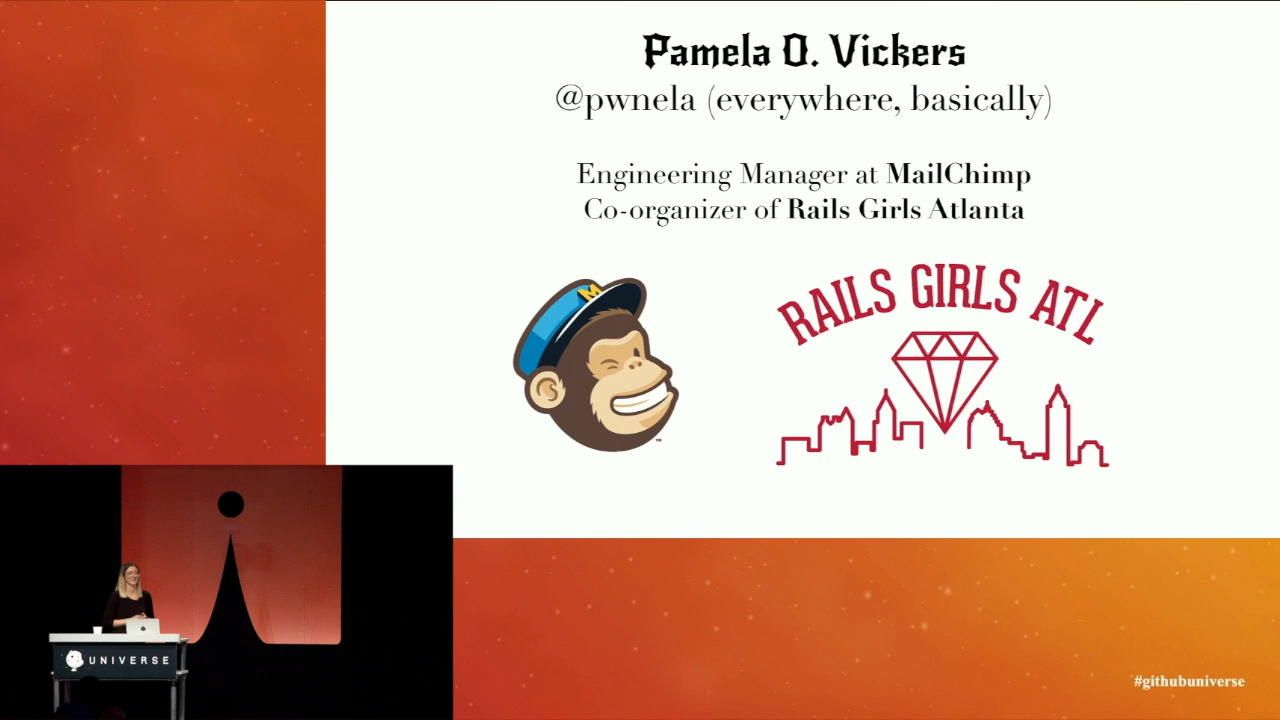 Pamela O. Vickers
@pwnela (everywhere, basically)
Engineering Manager at MailChimp
Co-organizer of Rails Girls Atlanta
M
RAILS GIRLS ATL
TM
UNIVERSE
#githubuniverse